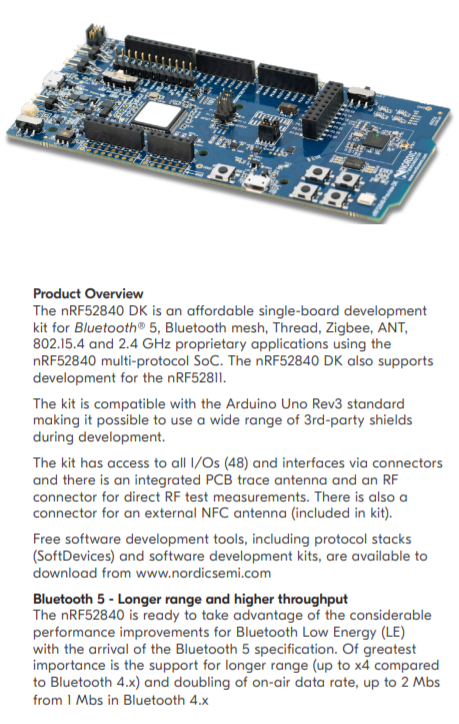 NORDIC
Product Overview
The nRF52840 DK is an affordable single-board development
kit for Bluetooth® 5, Bluetooth mesh, Thread, Zigbee, ANT,
802.15.4 and 2.4 GHz proprietary applications using the
nRF52840 multi-protocol SoC. The nRF52840 DK also supports
development for the nRF52811.
The kit is compatible with the Arduino Uno Rev3 standard
making it possible to use a wide range of 3rd-party shields
during development.
The kit has access to all I/Os (48) and interfaces via connectors
and there is an integrated PCB trace antenna and an RF
connector for direct RF test measurements. There is also a
connector for an external NFC antenna (included in kit).
Free software development tools, including protocol stacks
(SoftDevices) and software development kits, are available to
download from www.nordicsemi.com
Bluetooth 5 - Longer range and higher throughput
The nRF52840 is ready to take advantage of the considerable
performance improvements for Bluetooth Low Energy (LE)
with the arrival of the Bluetooth 5 specification. Of greatest
importance is the support for longer range (up to x4 compared
to Bluetooth 4.x) and doubling of on-air data rate, up to 2 Mbs
from 1 Mbs in Bluetooth 4.x